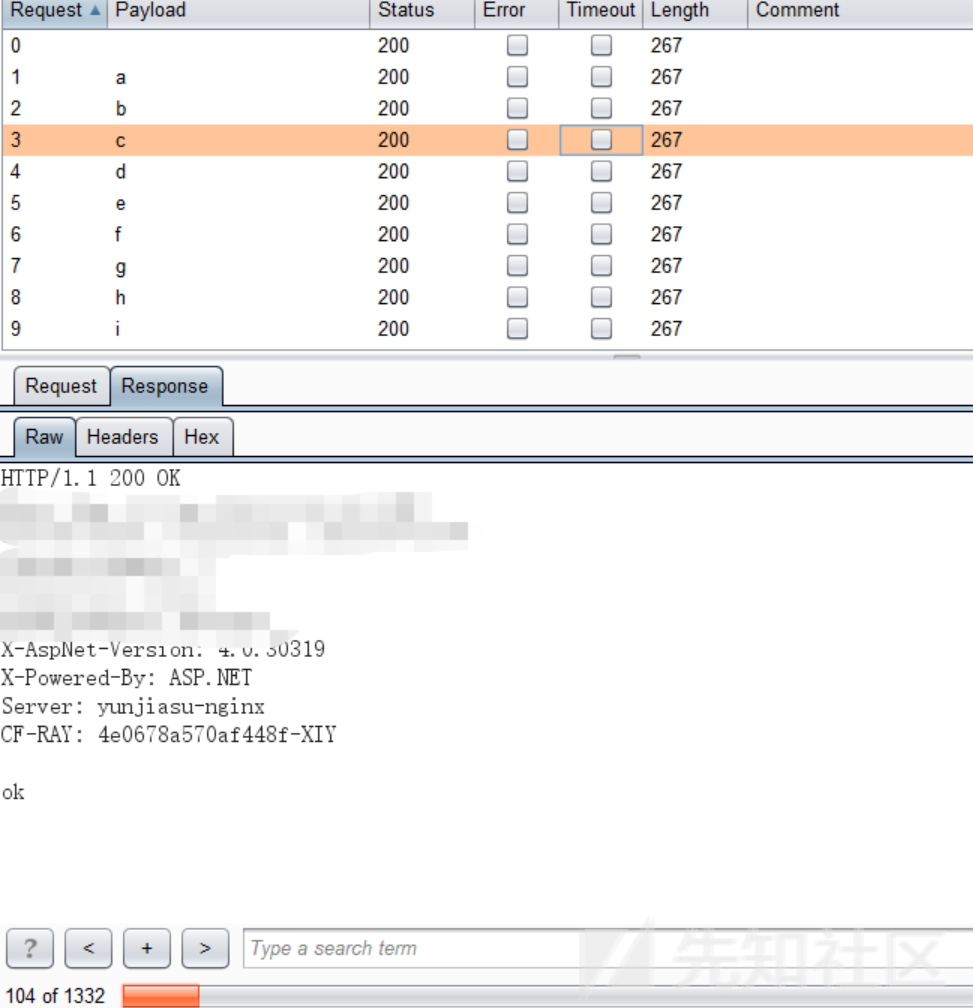 Request Payload Status Error Timeout Length Comment
0 200 267
1 a 200 267
2 b 200 267
3 c 200 267
4 d 200 267
5 e 200 267
6 f 200 267
7 g 200 267
8 h 200 267
9 i 200 267
Request Response
Raw Headers Hex
HTTP/1.1 200 OK
X-AspNet-Version: 4.0.30319
X-Powered-By: ASP.NET
Server: yunjiasu-nginx
CF-RAY: 4e0678a570af448f-XIY
ok
? < + > Type a search term
先知社区
104 of 1332